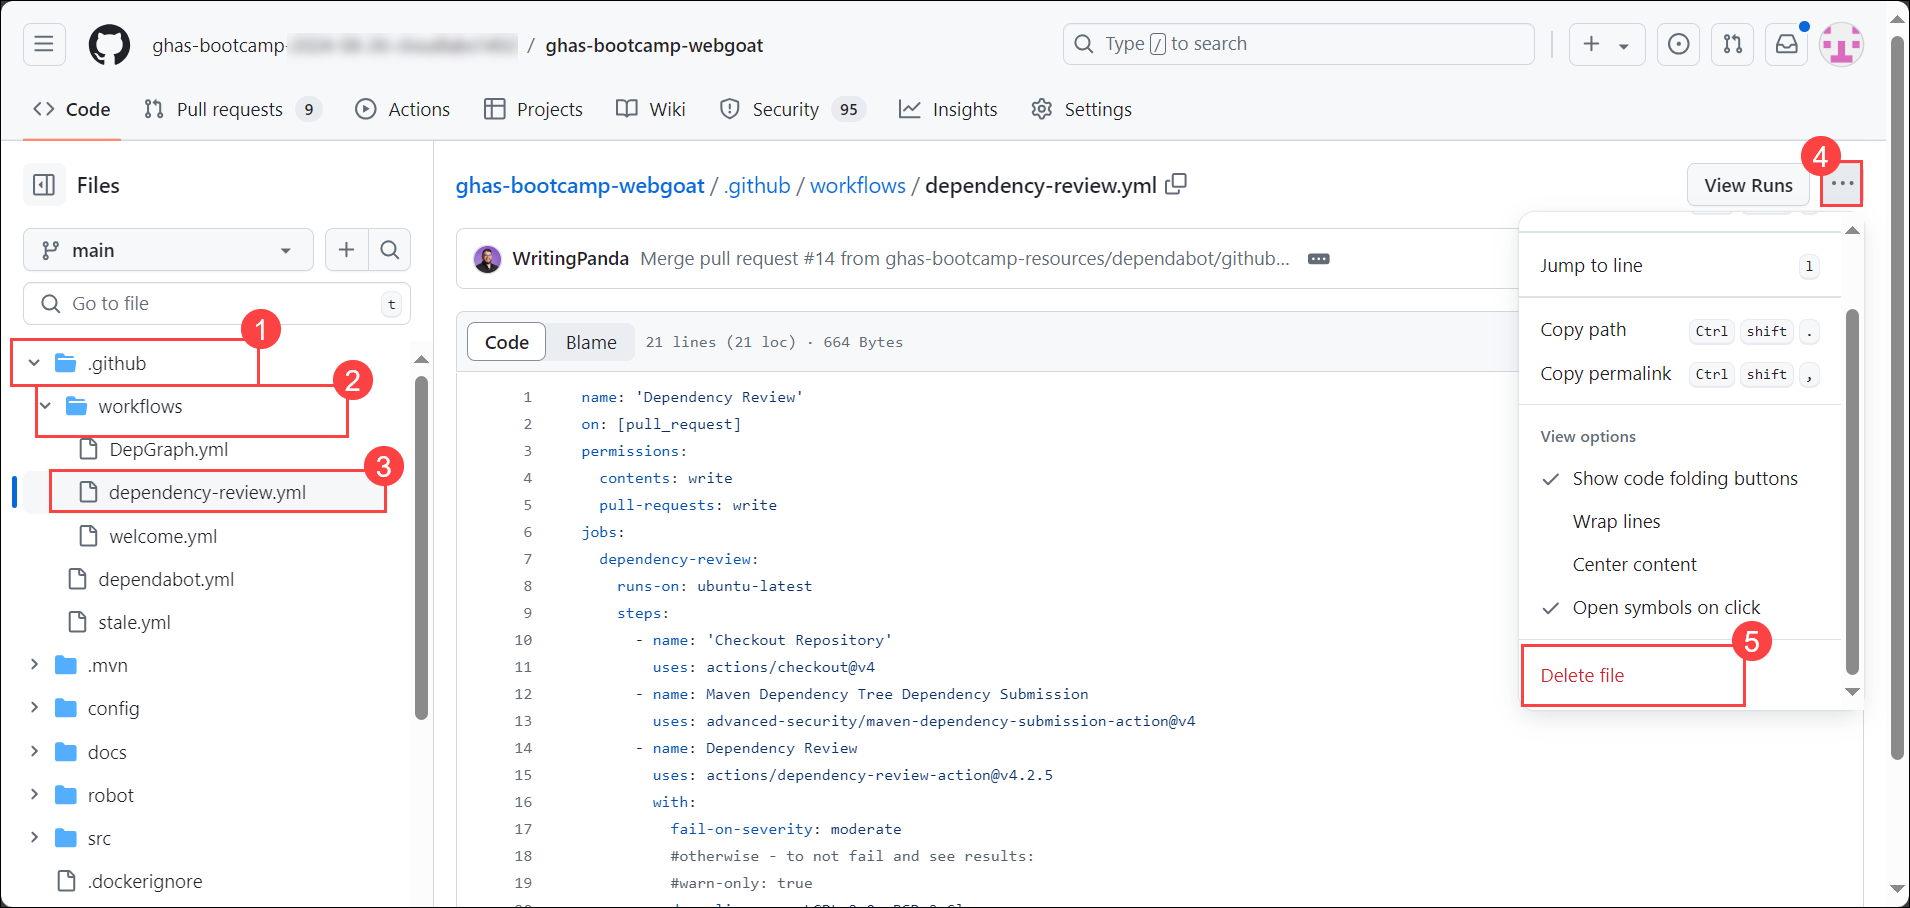 ghas-bootcamp- / ghas-bootcamp-webgoat
Type / to search
Code
Pull requests 9
Actions
Projects
Wiki
Security 95
Insights
Settings
Files
main
Go to file t
1
.github
2
workflows
DepGraph.yml
3
dependency-review.yml
welcome.yml
dependabot.yml
stale.yml
.mvn
config
docs
robot
src
.dockerignore
ghas-bootcamp-webgoat / .github / workflows / dependency-review.yml
View Runs
4
WritingPanda Merge pull request #14 from ghas-bootcamp-resources/dependabot/github...
Code Blame 21 lines (21 loc) · 664 Bytes
1 name: 'Dependency Review'
2 on: [pull_request]
3 permissions:
4 contents: write
5 pull-requests: write
6 jobs:
7 dependency-review:
8 runs-on: ubuntu-latest
9 steps:
10 - name: 'Checkout Repository'
11 uses: actions/checkout@v4
12 - name: Maven Dependency Tree Dependency Submission
13 uses: advanced-security/maven-dependency-submission-action@v4
14 - name: Dependency Review
15 uses: actions/dependency-review-action@v4.2.5
16 with:
17 fail-on-severity: moderate
18 #otherwise - to not fail and see results:
19 #warn-only: true
Jump to line l
Copy path Ctrl shift .
Copy permalink Ctrl shift ,
View options
Show code folding buttons
Wrap lines
Center content
Open symbols on click
5
Delete file